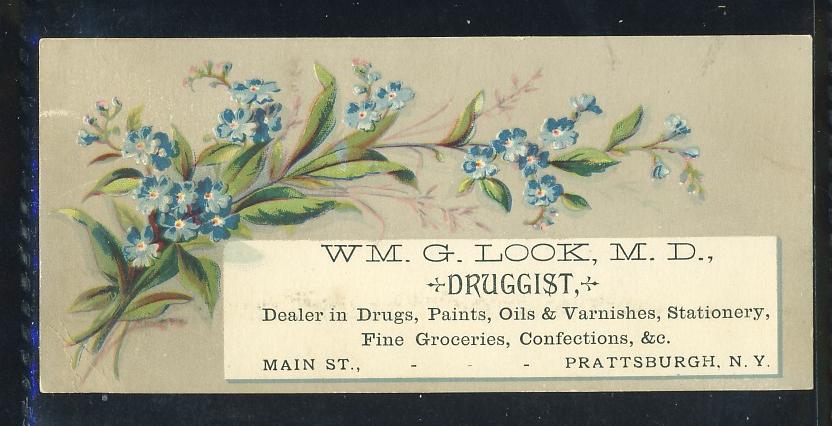 WM. G. LOOK, M. D.,
DRUGGIST,
Dealer in Drugs, Paints, Oils & Varnishes, Stationery,
Fine Groceries, Confections, &c.
MAIN ST., - - - PRATTSBURGH, N. Y.